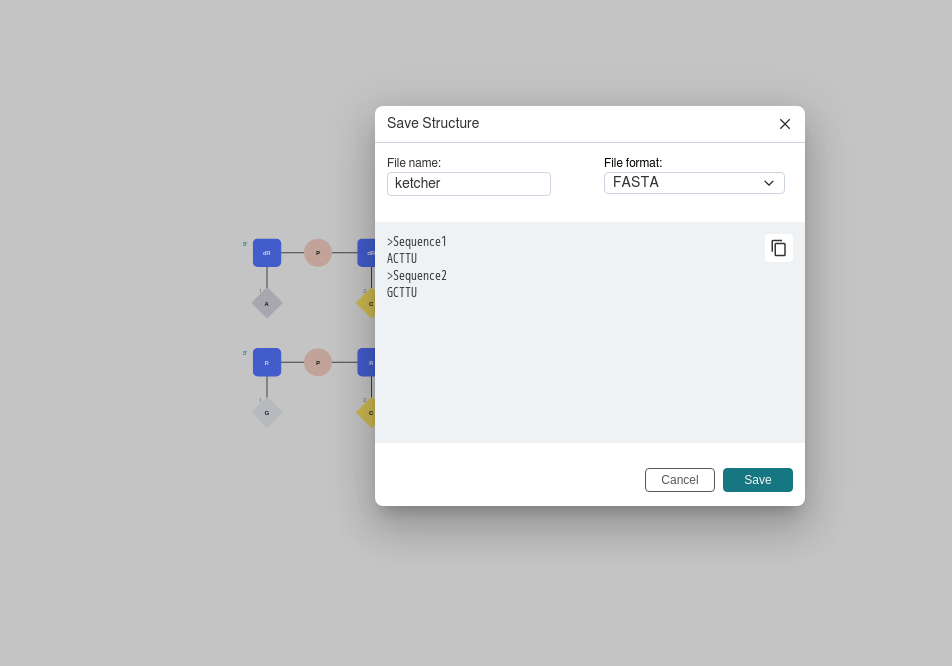 Save Structure
File name:
File format:
ketcher
FASTA
>Sequence1
ACTTU
>Sequence2
GCTTU
Cancel
Save
5'
dR
P
dR
1
2
A
C
5'
R
P
R
1
2
G
C